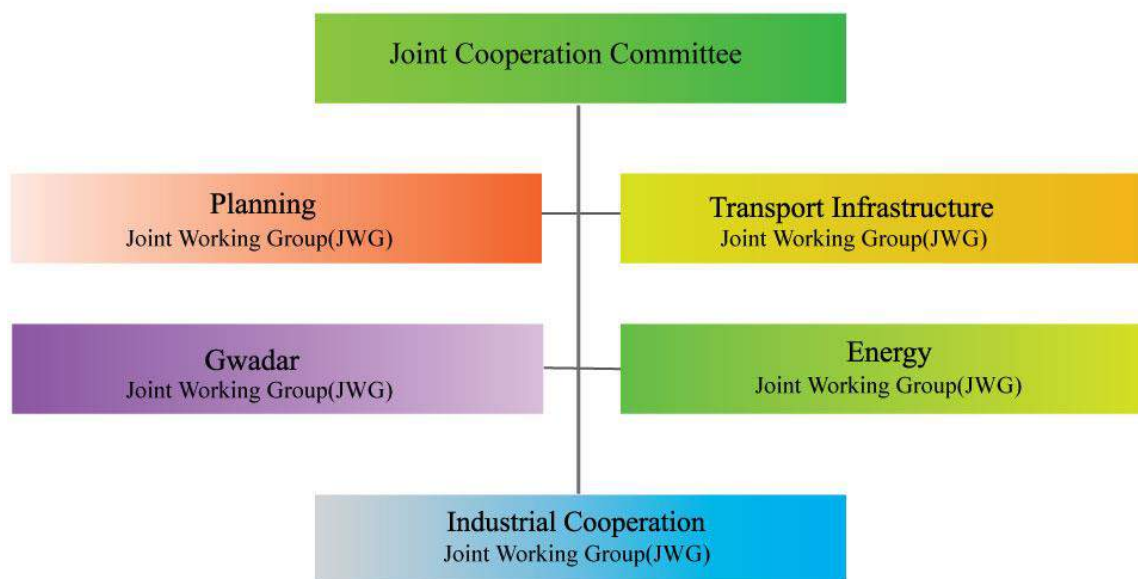 Joint Cooperation Committee
Planning
Joint Working Group(JWG)
Transport Infrastructure
Joint Working Group(JWG)
Gwadar
Joint Working Group(JWG)
Energy
Joint Working Group(JWG)
Industrial Cooperation
Joint Working Group(JWG)